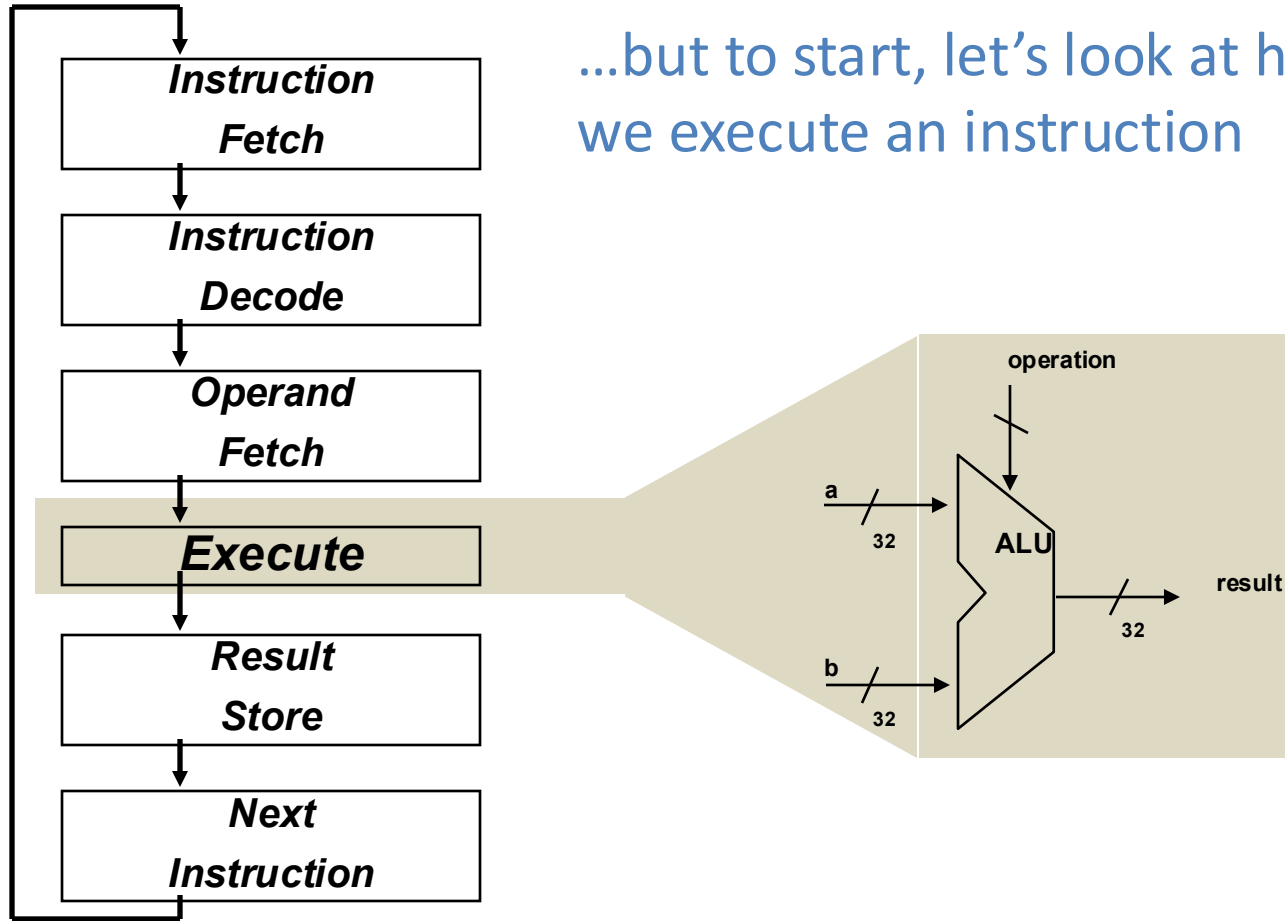 …but to start, let’s look at h
we execute an instruction
Instruction
Fetch
Instruction
Decode
Operand
Fetch
Execute
Result
Store
Next
Instruction
operation
a
32
ALU
result
32
b
32